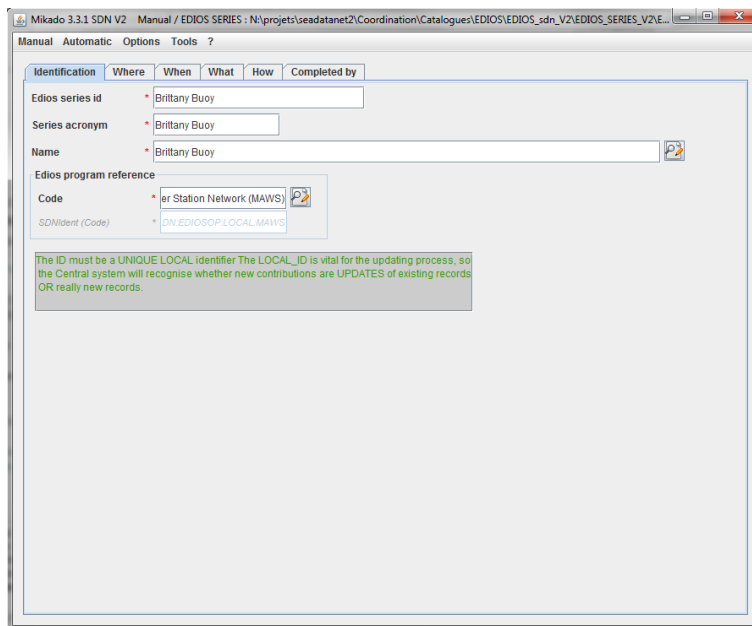 Mikado 3.3.1 SDN V2 Manual / EDIOS SERIES : N:\projets\seadatanet2\Coordination\Catalogues\EDIOS\EDIOS_sdn_V2\EDIOS_SERIES_V2\E...
Manual Automatic Options Tools ?
Identification Where When What How Completed by
Edios series id * Brittany Buoy
Series acronym * Brittany Buoy
Name * Brittany Buoy
Edios program reference
Code * er Station Network (MAWS)
SDNIdent (Code) * DN:EDIOSOP:LOCAL:MAWS
The ID must be a UNIQUE LOCAL identifier The LOCAL_ID is vital for the updating process, so
the Central system will recognise whether new contributions are UPDATES of existing records
OR really new records.